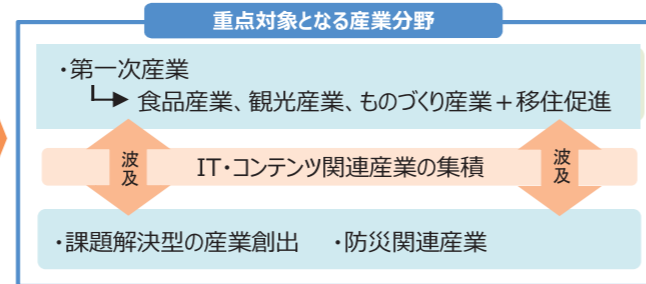 重点対象となる産業分野
・第一次産業
食品産業、観光産業、ものづくり産業＋移住促進
波及
IT・コンテンツ関連産業の集積
波及
・課題解決型の産業創出　・防災関連産業